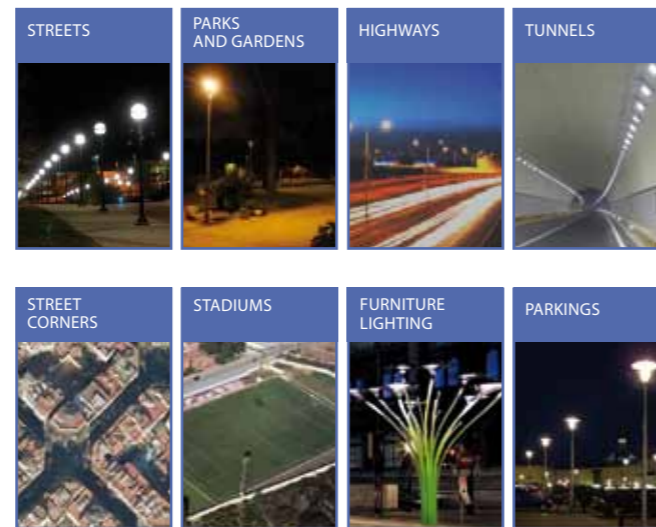 STREETS
PARKS
AND GARDENS
HIGHWAYS
TUNNELS
STREET
CORNERS
STADIUMS
FURNITURE
LIGHTING
PARKINGS